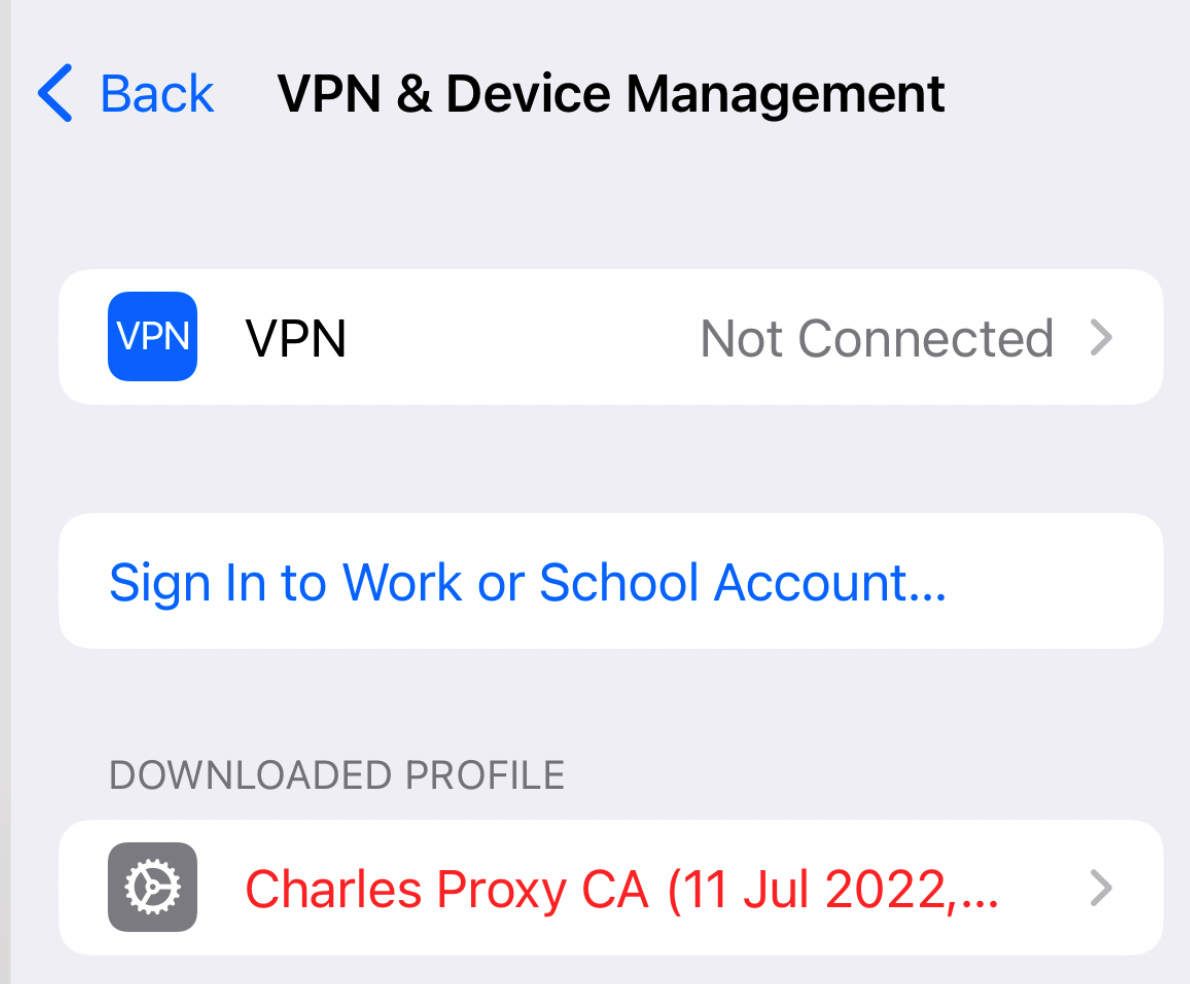 Back VPN & Device Management
VPN VPN Not Connected
Sign In to Work or School Account...
DOWNLOADED PROFILE
Charles Proxy CA (11 Jul 2022,...